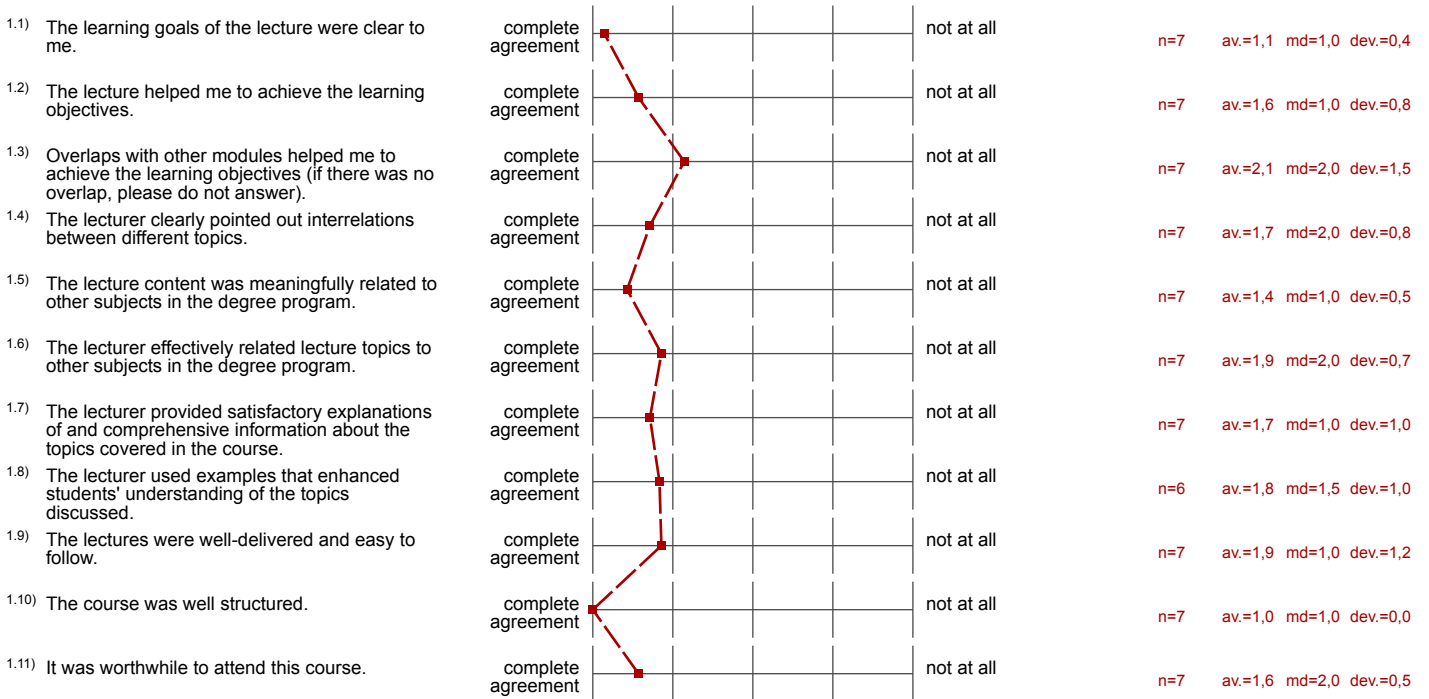 1.1) The learning goals of the lecture were clear to
me.
complete
agreement
not at all
n=7 av.=1,1 md=1,0 dev.=0,4
1.2) The lecture helped me to achieve the learning
objectives.
complete
agreement
not at all
n=7 av.=1,6 md=1,0 dev.=0,8
1.3) Overlaps with other modules helped me to
achieve the learning objectives (if there was no
overlap, please do not answer).
complete
agreement
not at all
n=7 av.=2,1 md=2,0 dev.=1,5
1.4) The lecturer clearly pointed out interrelations
between different topics.
complete
agreement
not at all
n=7 av.=1,7 md=2,0 dev.=0,8
1.5) The lecture content was meaningfully related to
other subjects in the degree program.
complete
agreement
not at all
n=7 av.=1,4 md=1,0 dev.=0,5
1.6) The lecturer effectively related lecture topics to
other subjects in the degree program.
complete
agreement
not at all
n=7 av.=1,9 md=2,0 dev.=0,7
1.7) The lecturer provided satisfactory explanations
of and comprehensive information about the
topics covered in the course.
complete
agreement
not at all
n=7 av.=1,7 md=1,0 dev.=1,0
1.8) The lecturer used examples that enhanced
students' understanding of the topics
discussed.
complete
agreement
not at all
n=6 av.=1,8 md=1,5 dev.=1,0
1.9) The lectures were well-delivered and easy to
follow.
complete
agreement
not at all
n=7 av.=1,9 md=1,0 dev.=1,2
1.10) The course was well structured.
complete
agreement
not at all
n=7 av.=1,0 md=1,0 dev.=0,0
1.11) It was worthwhile to attend this course.
complete
agreement
not at all
n=7 av.=1,6 md=2,0 dev.=0,5